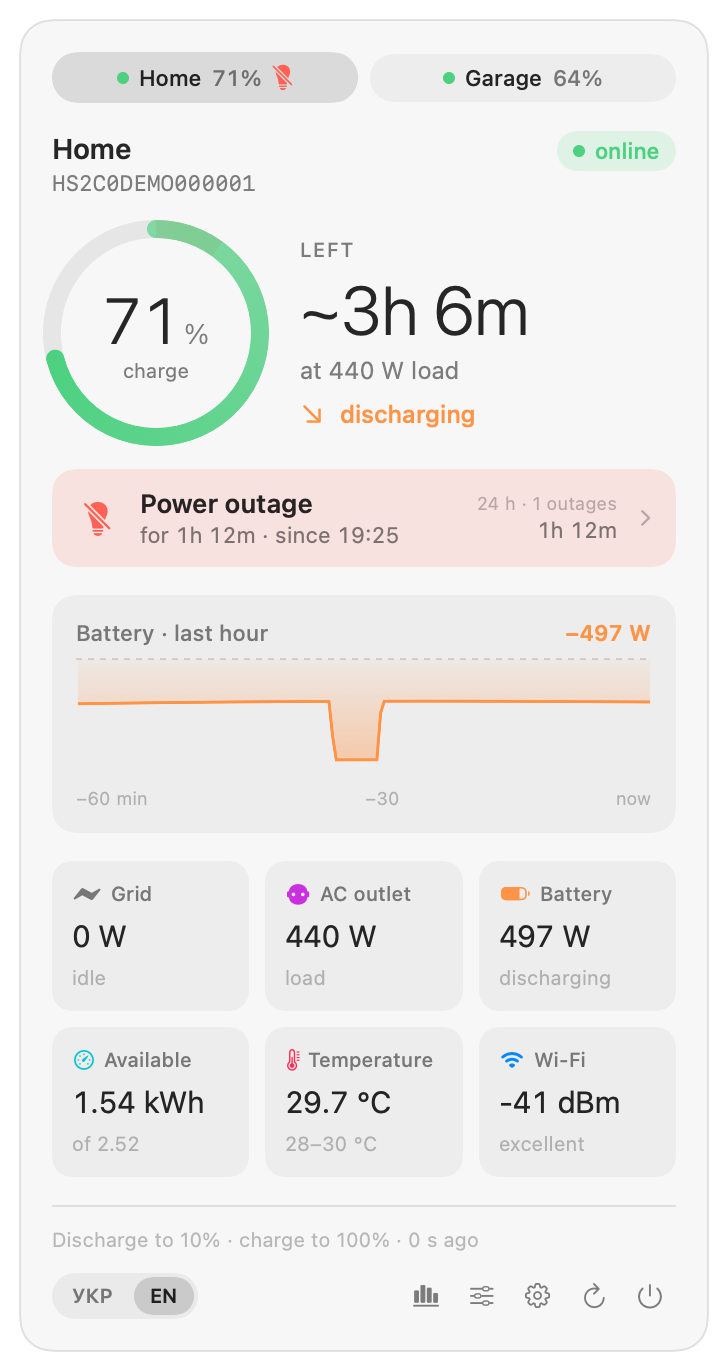 Home 71% Garage 64%
Home
online
HS2C0DEMO000001
71 %
charge
LEFT
~3h 6m
at 440 W load
discharging
Power outage
for 1h 12m · since 19:25
24 h · 1 outages
1h 12m
Battery · last hour
−497 W
−60 min −30 now
Grid
0 W
idle
AC outlet
440 W
load
Battery
497 W
discharging
Available
1.54 kWh
of 2.52
Temperature
29.7 °C
28–30 °C
Wi-Fi
-41 dBm
excellent
Discharge to 10% · charge to 100% · 0 s ago
УКР EN